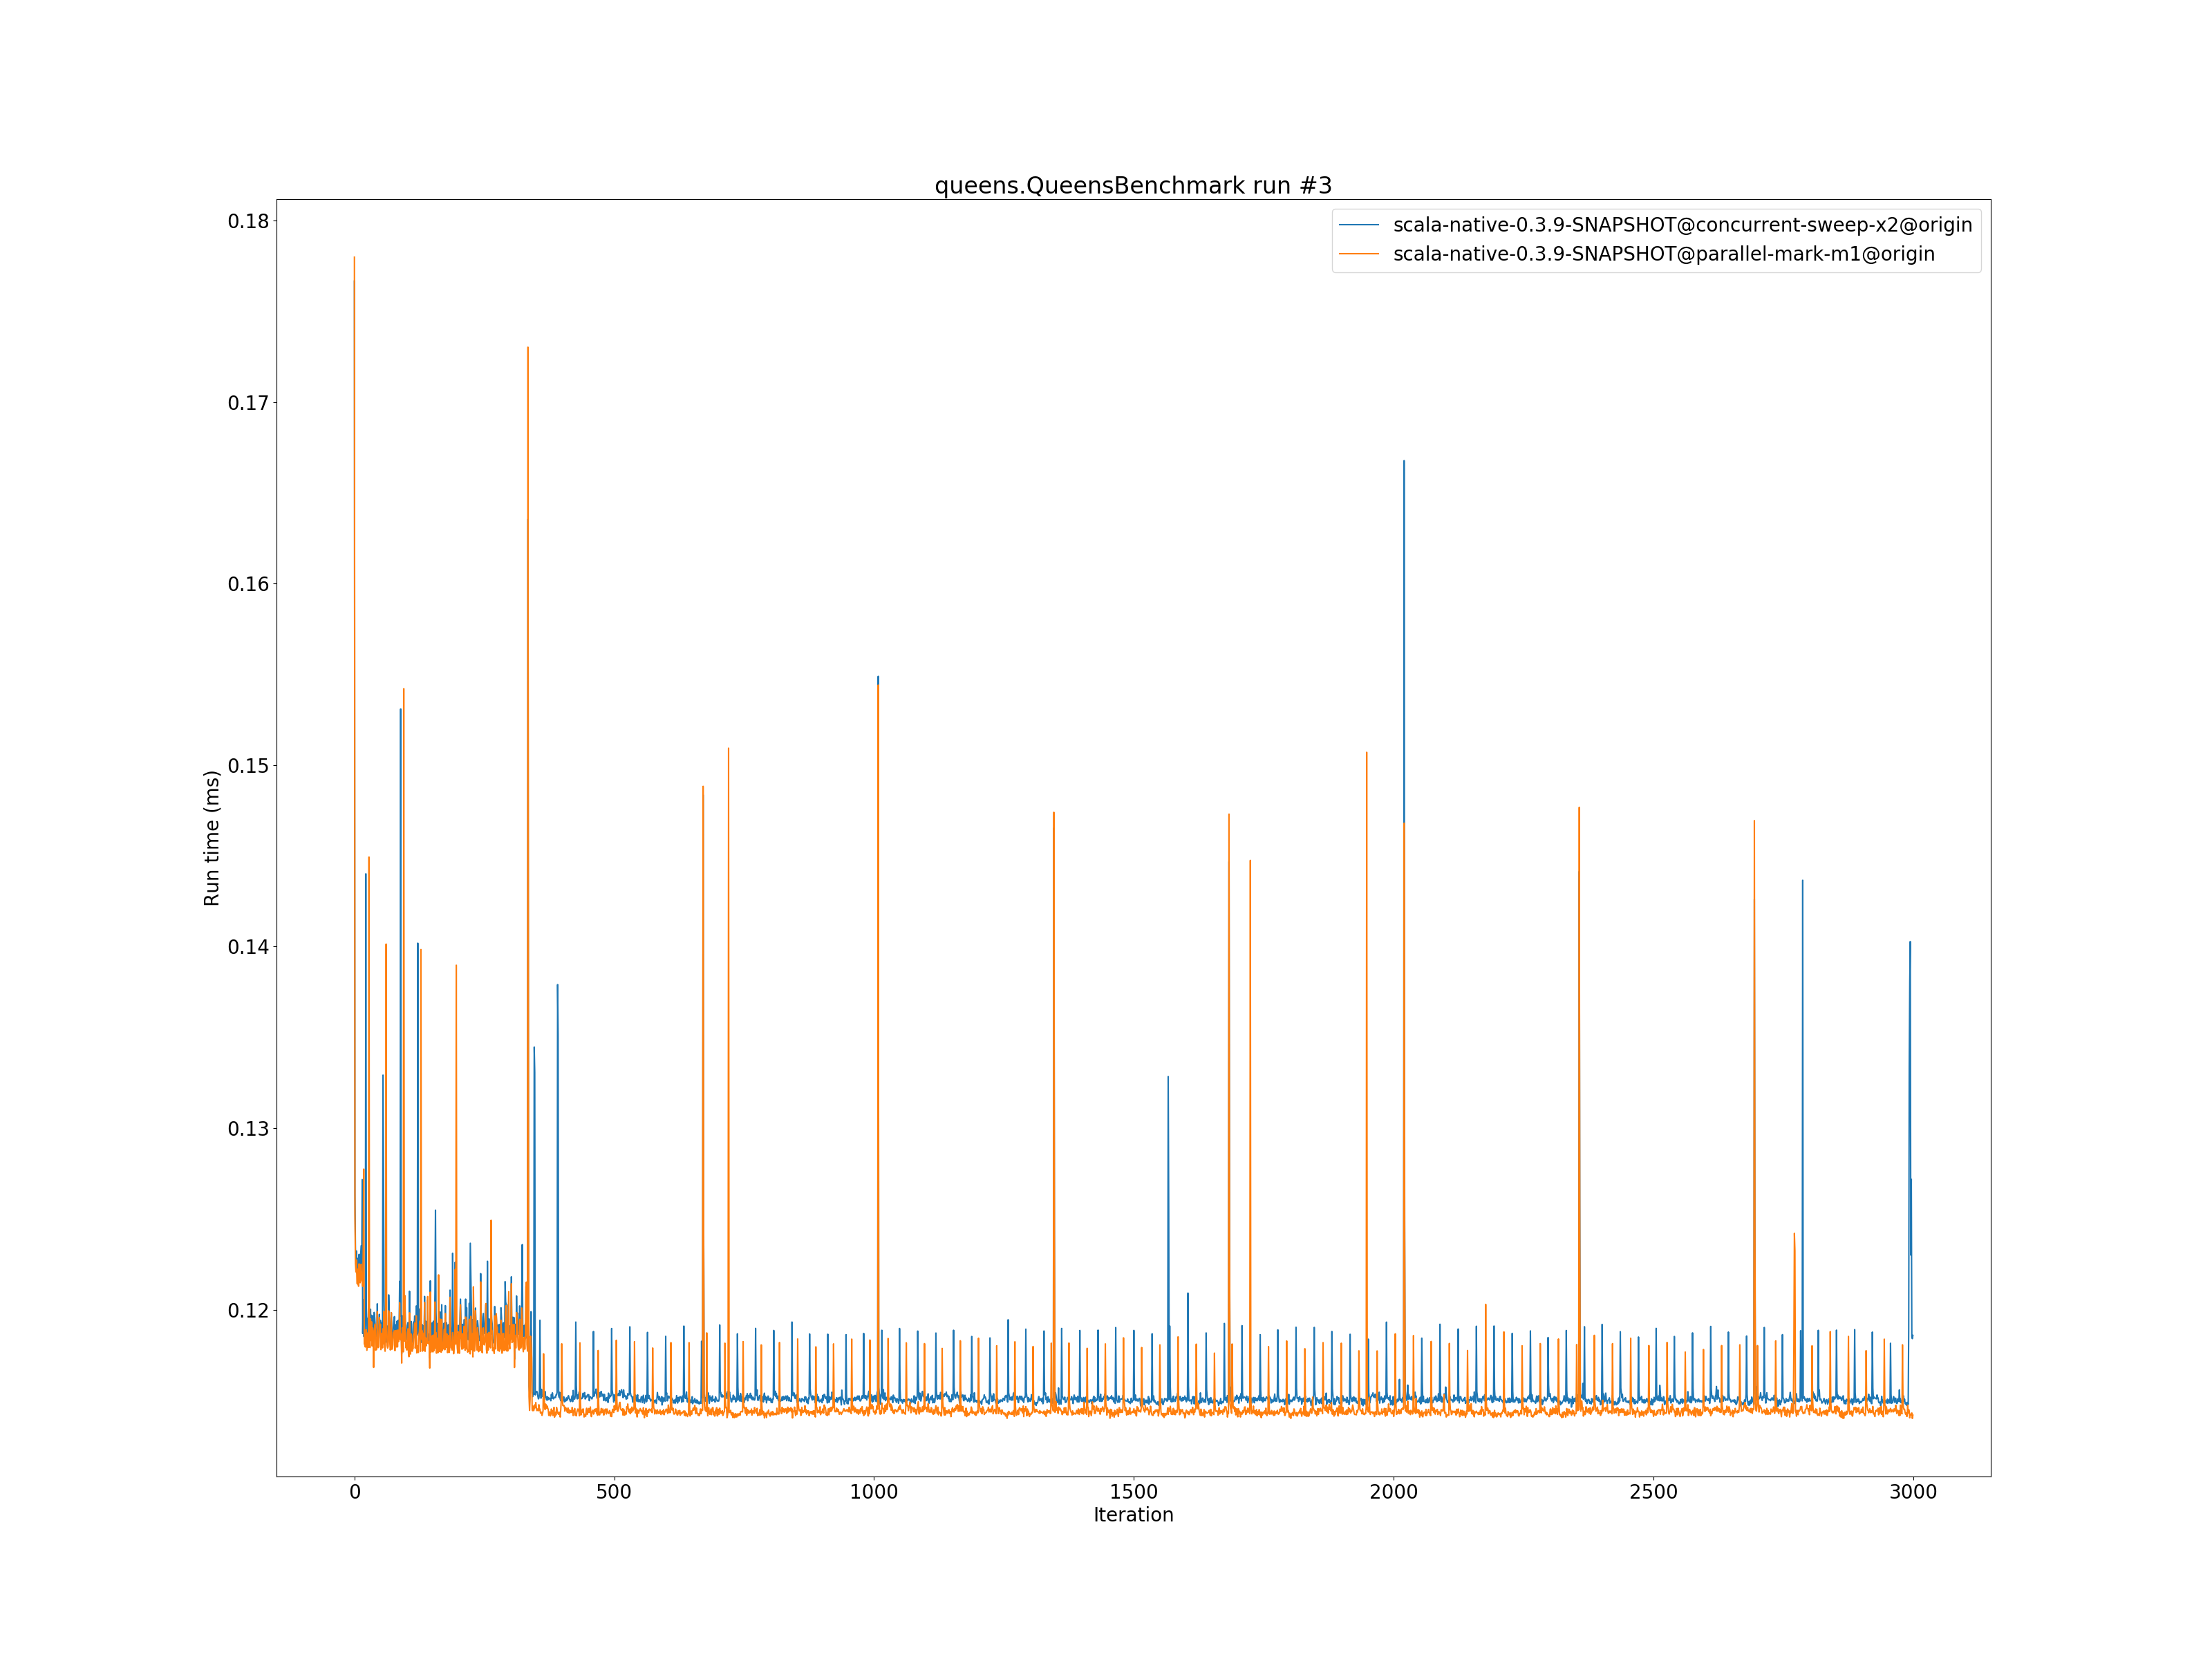 queens.QueensBenchmark run #3
scala-native-0.3.9-SNAPSHOT@concurrent-sweep-x2@origin
scala-native-0.3.9-SNAPSHOT@parallel-mark-m1@origin
0.18
0.17
0.16
0.15
0.14
0.13
0.12
Run time (ms)
0 500 1000 1500 2000 2500 3000
Iteration